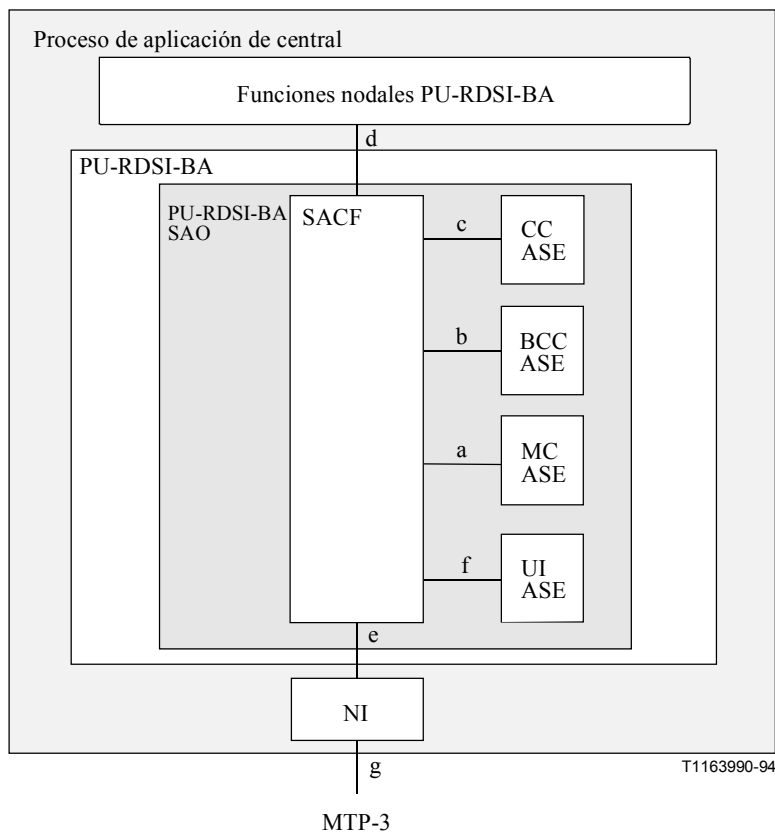 Proceso de aplicación de central
Funciones nodales PU-RDSI-BA
d
PU-RDSI-BA
PU-RDSI-BA
SAO
SACF
c
CC
ASE
b
BCC
ASE
a
MC
ASE
f
UI
ASE
e
NI
g
T1163990-94
MTP-3